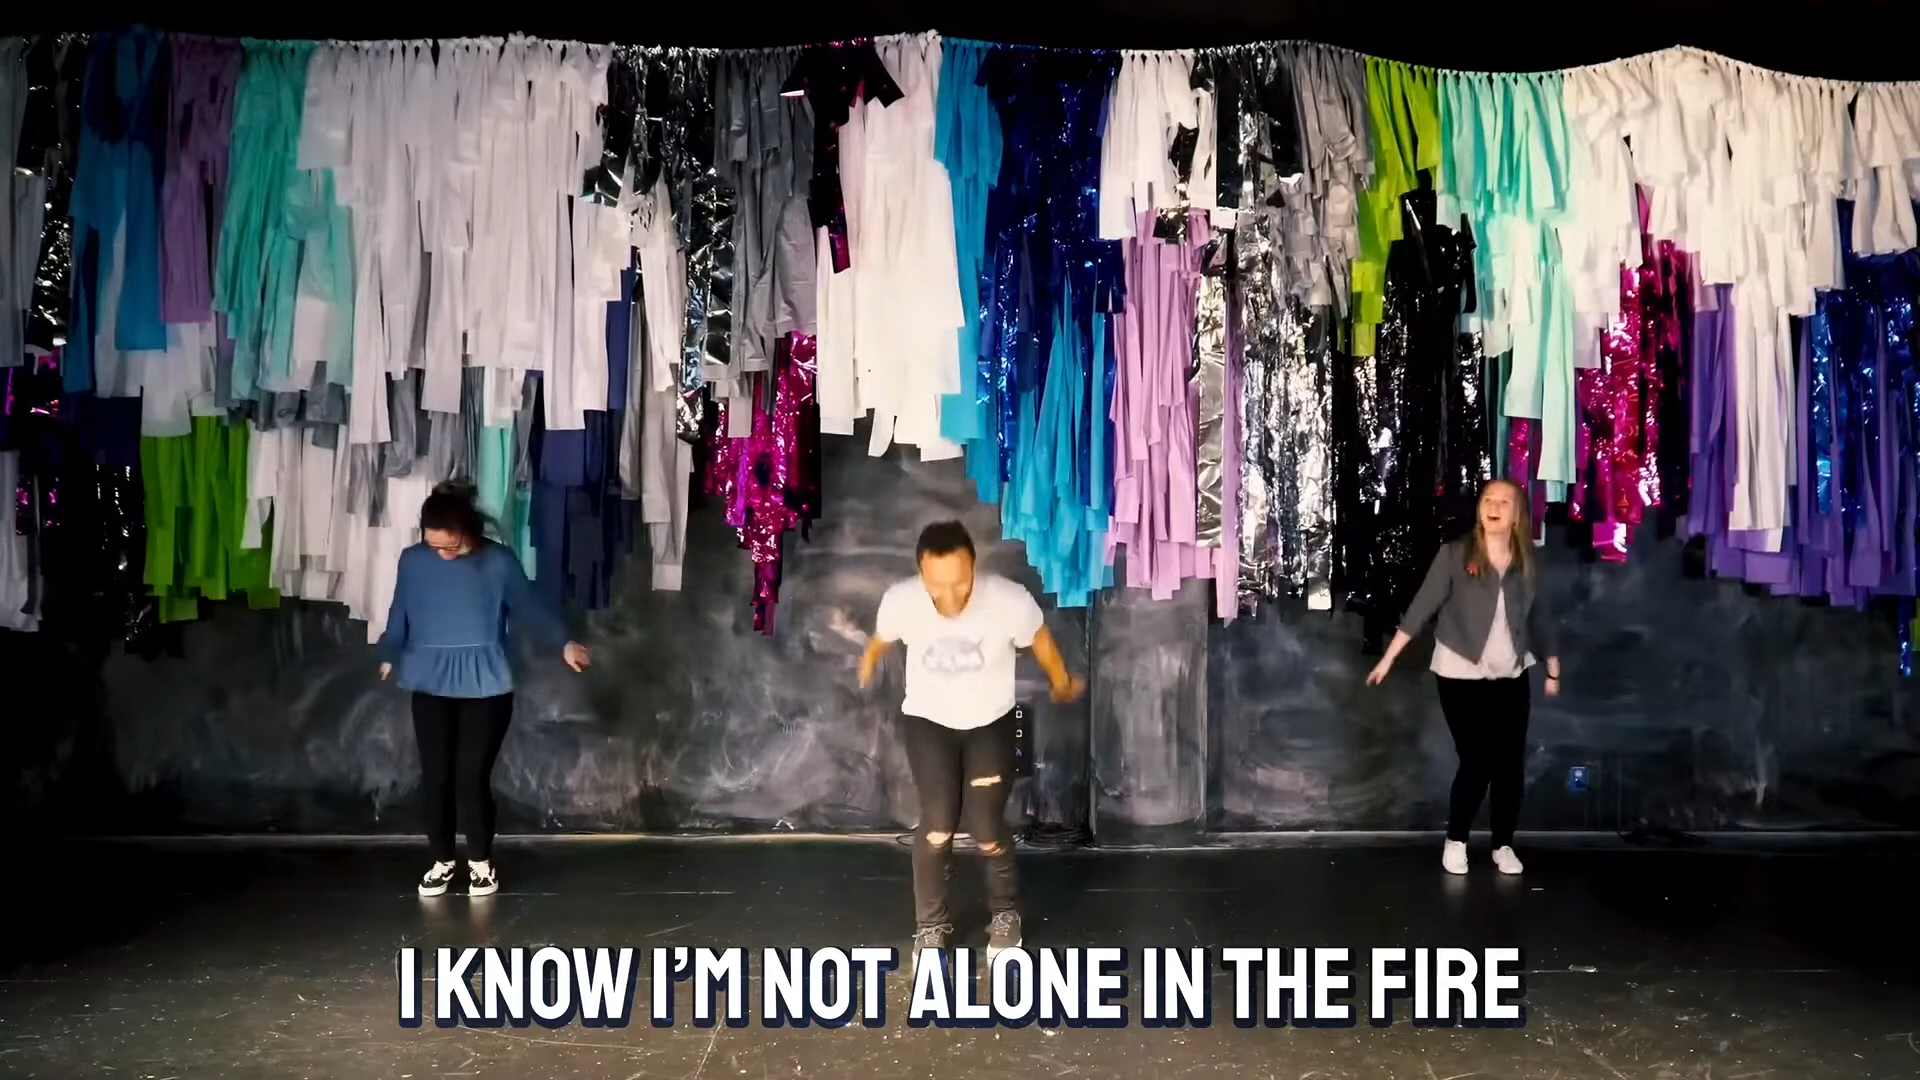 I KNOW I’M NOT ALONE IN THE FIRE